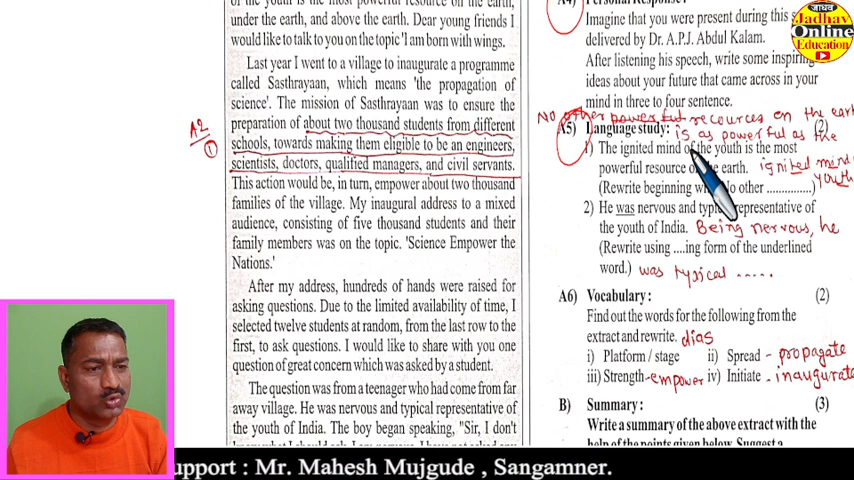 of the youth is the most powerful resource on the earth,
under the earth, and above the earth. Dear young friends I
would like to talk to you on the topic 'I am born with wings.
Last year I went to a village to inaugurate a programme
called Sasthrayaan, which means 'the propagation of
science'. The mission of Sasthrayaan was to ensure the
preparation of about two thousand students from different
schools, towards making them eligible to be an engineers,
scientists, doctors, qualified managers, and civil servants.
This action would be, in turn, empower about two thousand
families of the village. My inaugural address to a mixed
audience, consisting of five thousand students and their
family members was on the topic. 'Science Empower the
Nations.'
After my address, hundreds of hands were raised for
asking questions. Due to the limited availability of time, I
selected twelve students at random, from the last row to the
first, to ask questions. I would like to share with you one
question of great concern which was asked by a student.
The question was from a teenager who had come from far
away village. He was nervous and typical representative of
the youth of India. The boy began speaking, "Sir, I don't
A2
1
A4) Personal Response:
Imagine that you were present during this s
delivered by Dr. A.P.J. Abdul Kalam.
After listening his speech, write some inspiring
ideas about your future that came across in your
mind in three to four sentence.
No other powerful recources on the earth
A5) Language study: is as powerful as the (2)
1) The ignited mind of the youth is the most
powerful resource of the earth. ignited mind
(Rewrite beginning with No other ..............) youth
2) He was nervous and typical representative of
the youth of India. Being nervous, he
(Rewrite using ....ing form of the underlined
word.) was typical .....
A6) Vocabulary: (2)
Find out the words for the following from the
extract and rewrite. dias
i) Platform / stage ii) Spread - propagate
iii) Strength - empower iv) Initiate - inaugurate
B) Summary: (3)
Write a summary of the above extract with the
help of the points given below. Suggest a
जाधव
Jadhav
Online
Education
upport : Mr. Mahesh Mujgude , Sangamner.